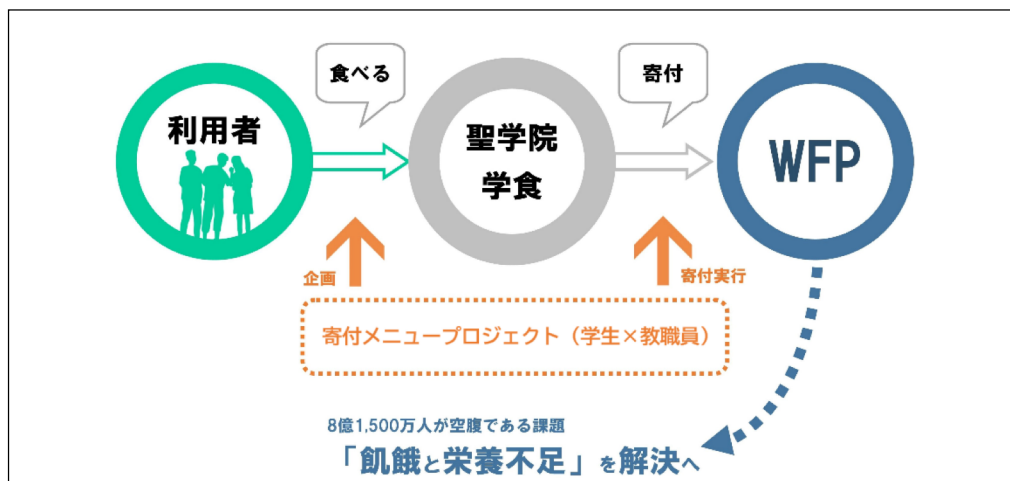 食べる
寄付
利用者
聖学院
学食
WFP
企画
寄付実行
寄付メニュープロジェクト（学生×教職員）
8億1,500万人が空腹である課題
「飢餓と栄養不足」を解決へ